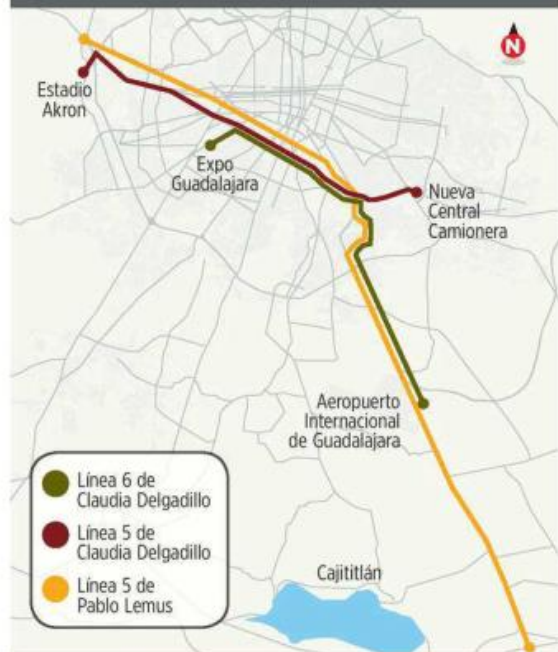 N
Estadio
Akron
Expo
Guadalajara
Nueva
Central
Camionera
Aeropuerto
Internacional
de Guadalajara
Línea 6 de
Claudia Delgadillo
Línea 5 de
Claudia Delgadillo
Línea 5 de
Pablo Lemus
Cajititlán